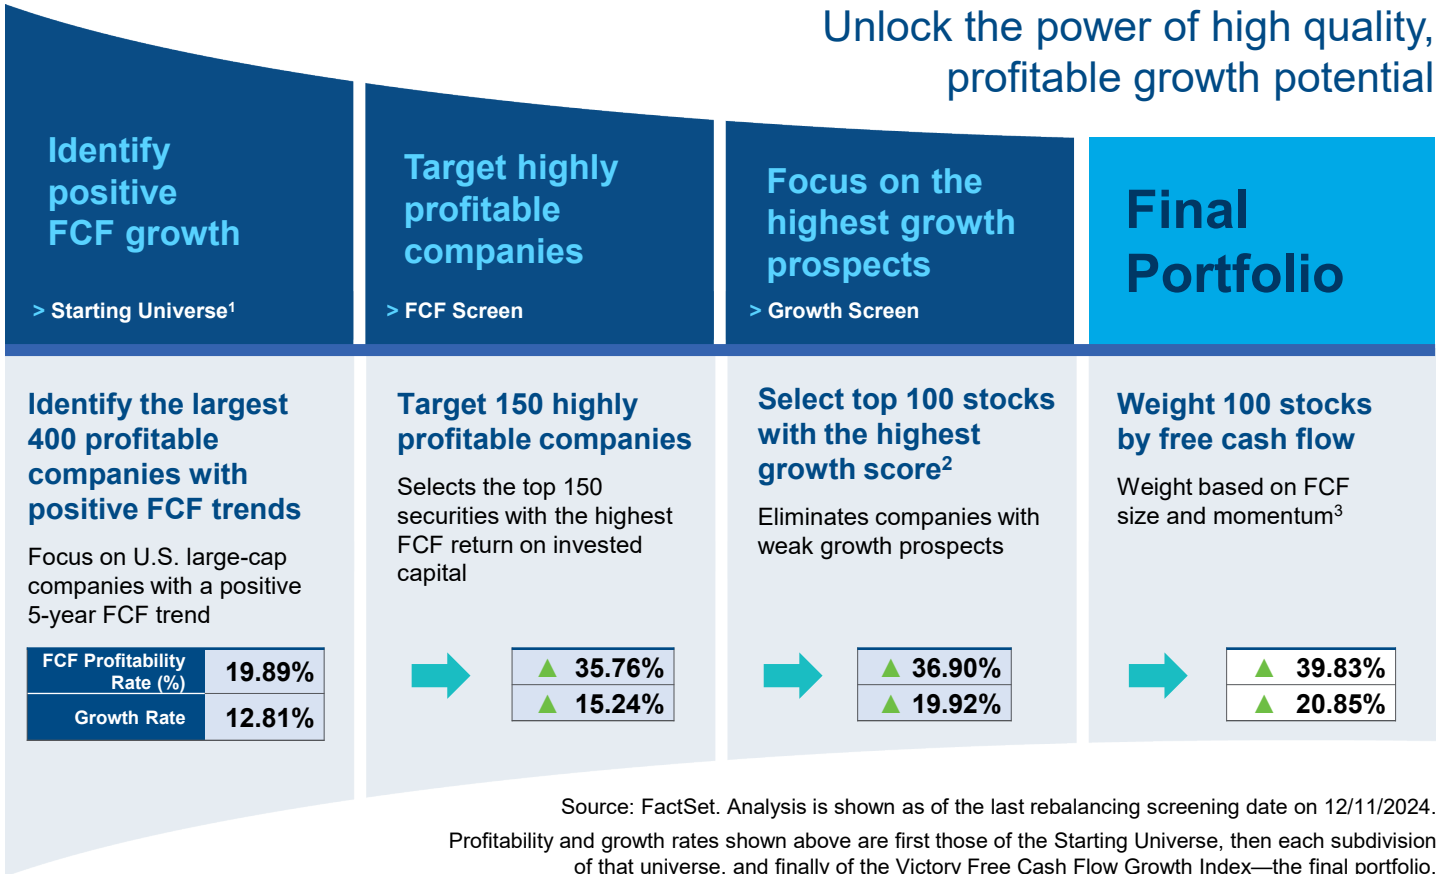 Unlock the power of high quality,
profitable growth potential
Identify
positive
FCF growth
> Starting Universe¹
Target highly
profitable
companies
> FCF Screen
Focus on the
highest growth
prospects
> Growth Screen
Final
Portfolio
Identify the largest
400 profitable
companies with
positive FCF trends
Focus on U.S. large-cap
companies with a positive
5-year FCF trend
FCF Profitability
Rate (%)
19.89%
Growth Rate
12.81%
Target 150 highly
profitable companies
Selects the top 150
securities with the highest
FCF return on invested
capital
▲ 35.76%
▲ 15.24%
Select top 100 stocks
with the highest
growth score²
Eliminates companies with
weak growth prospects
▲ 36.90%
▲ 19.92%
Weight 100 stocks
by free cash flow
Weight based on FCF
size and momentum³
▲ 39.83%
▲ 20.85%
Source: FactSet. Analysis is shown as of the last rebalancing screening date on 12/11/2024.
Profitability and growth rates shown above are first those of the Starting Universe, then each subdivision
of that universe, and finally of the Victory Free Cash Flow Growth Index—the final portfolio.